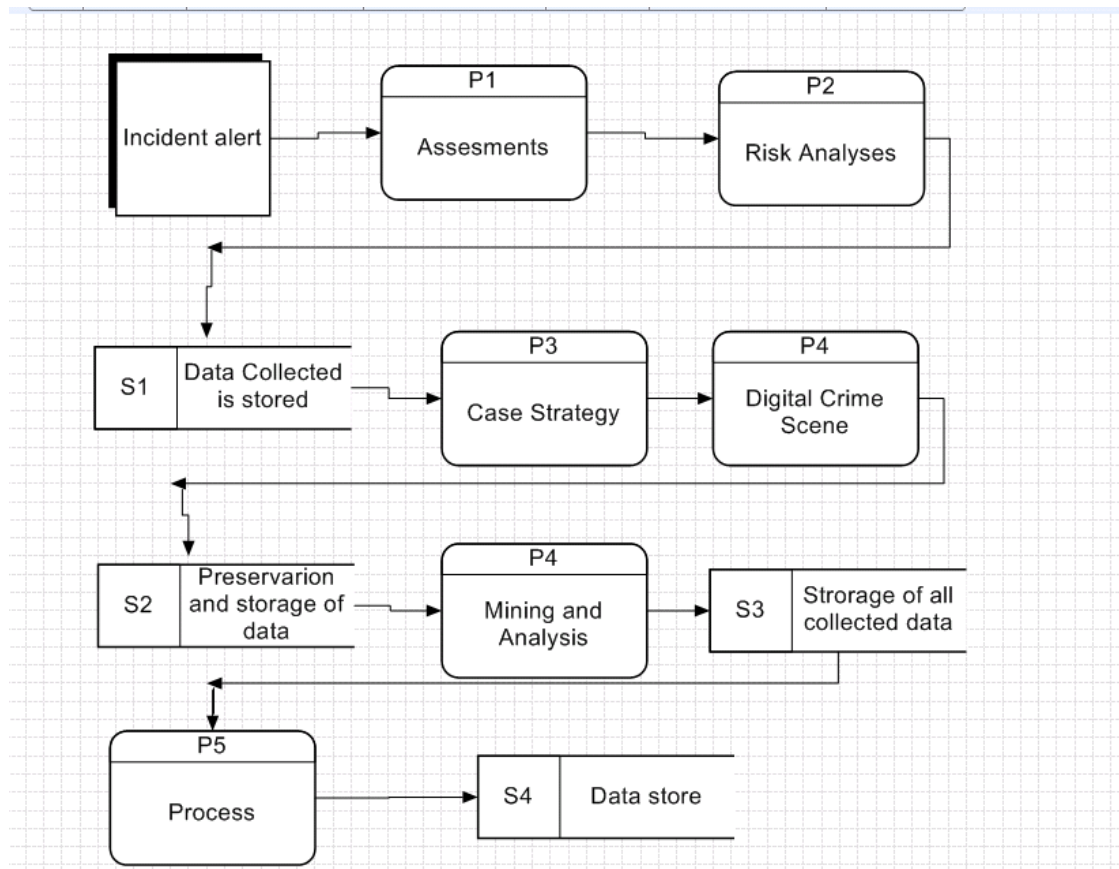 Incident alert
P1
Assesments
P2
Risk Analyses
S1
Data Collected
is stored
P3
Case Strategy
P4
Digital Crime
Scene
S2
Preservarion
and storage of
data
P4
Mining and
Analysis
S3
Strorage of all
collected data
P5
Process
S4
Data store